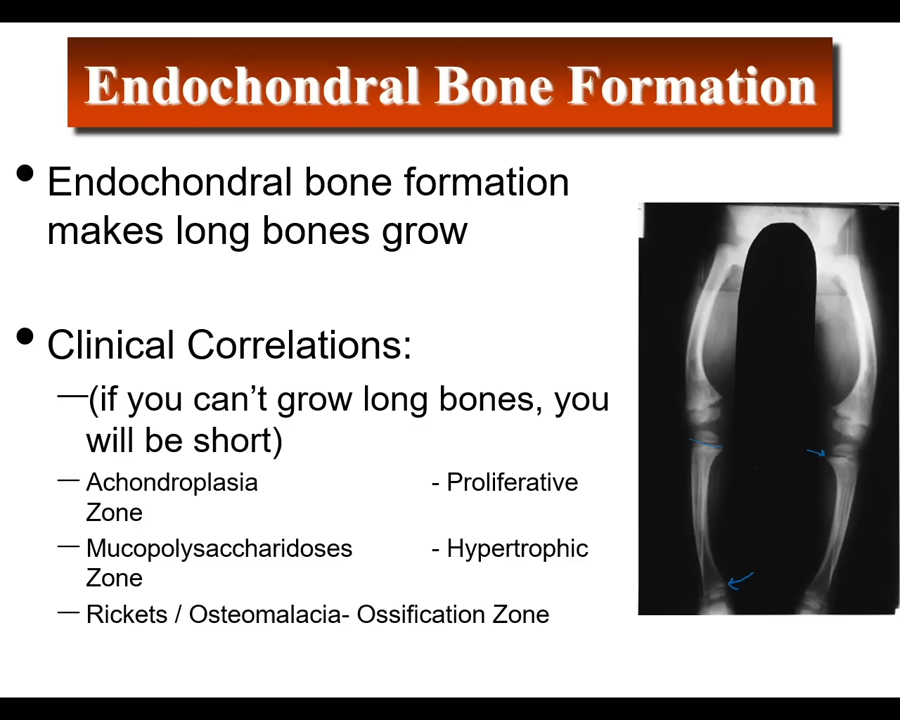 Endochondral Bone Formation
• Endochondral bone formation
makes long bones grow
• Clinical Correlations:
—(if you can't grow long bones, you
will be short)
— Achondroplasia - Proliferative
Zone
— Mucopolysaccharidoses - Hypertrophic
Zone
— Rickets / Osteomalacia- Ossification Zone